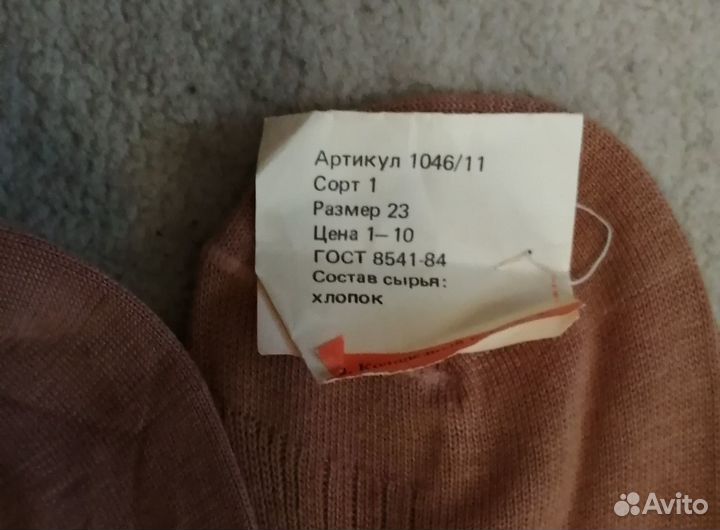 Артикул 1046/11
Сорт 1
Размер 23
Цена 1—10
ГОСТ 8541-84
Состав сырья:
хлопок
Avito